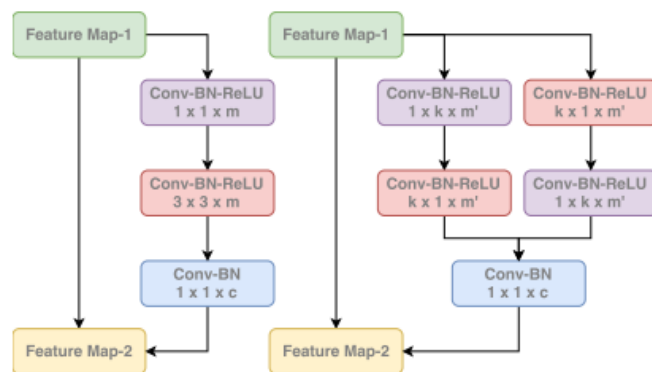 Feature Map-1
Conv-BN-ReLU
1 x 1 x m
Conv-BN-ReLU
3 x 3 x m
Conv-BN
1 x 1 x c
Feature Map-2
Feature Map-1
Conv-BN-ReLU
1 x k x m'
Conv-BN-ReLU
k x 1 x m'
Conv-BN-ReLU
k x 1 x m'
Conv-BN-ReLU
1 x k x m'
Conv-BN
1 x 1 x c
Feature Map-2